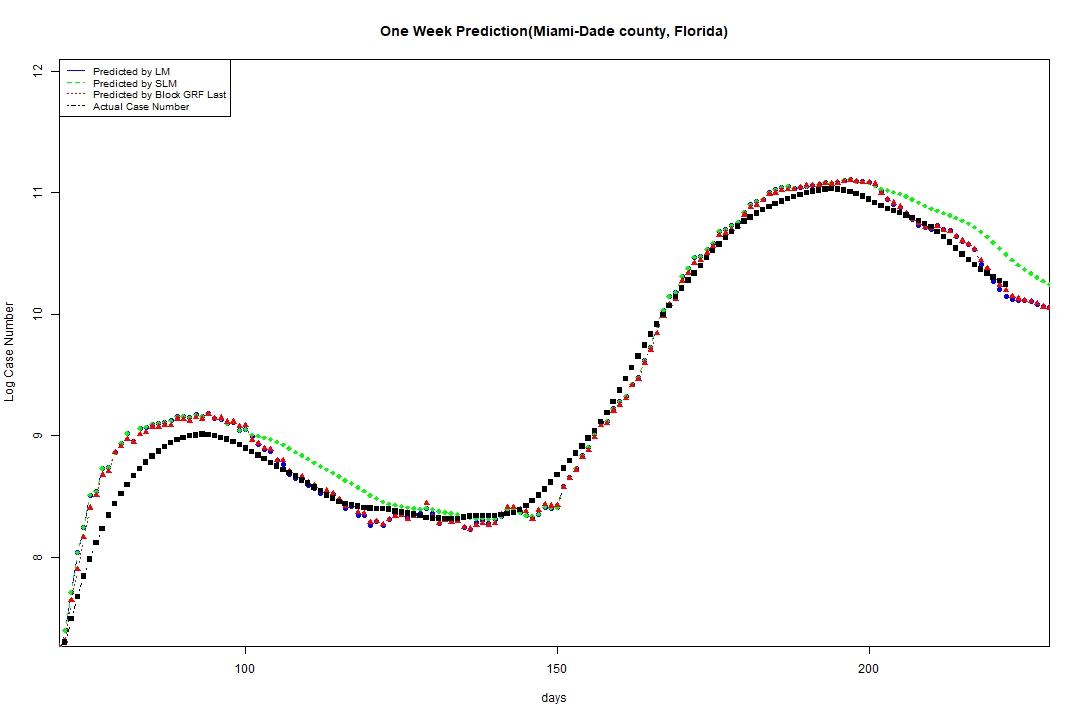 One Week Prediction(Miami-Dade county, Florida)
Predicted by LM
Predicted by SLM
Predicted by Block GRF Last
Actual Case Number
12
11
10
9
8
Log Case Number
100 150 200
days